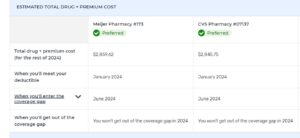 ESTIMATED TOTAL DRUG + PREMIUM COST
Meijer Pharmacy #173
CVS Pharmacy #07137
Preferred
Preferred
Total drug + premium cost
(for the rest of 2024)
$2,859.62
$2,845.75
When you'll meet your
deductible
January 2024
January 2024
When you'll enter the
coverage gap
June 2024
June 2024
When you'll get out of the
coverage gap
You won't get out of the coverage gap in 2024
You won't get out of the coverage gap in 2024